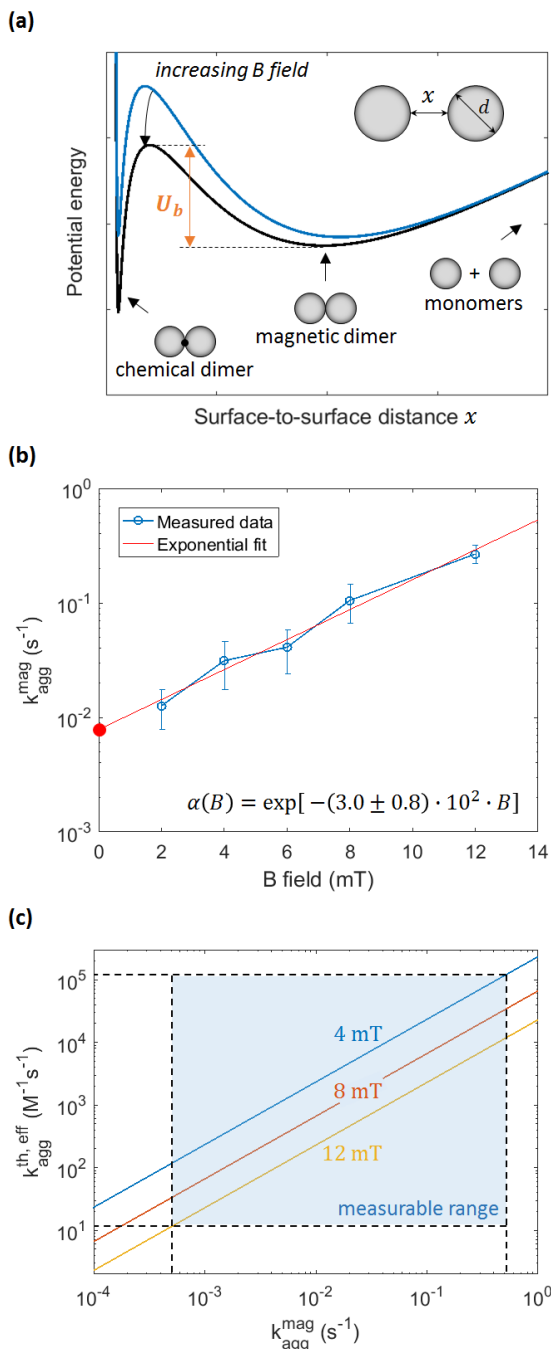 (a)
increasing B field
x
d
U_b
Potential energy
monomers
magnetic dimer
chemical dimer
+
Surface-to-surface distance x
(b)
10^0
10^-1
10^-2
10^-3
Measured data
Exponential fit
k_agg^mag (s^-1)
α(B) = exp[ −(3.0 ± 0.8) · 10^2 · B]
0 2 4 6 8 10 12 14
B field (mT)
(c)
10^5
10^4
10^3
10^2
10^1
4 mT
8 mT
12 mT
measurable range
k_agg^th, eff (M^-1 s^-1)
10^-4 10^-3 10^-2 10^-1 10^0
k_agg^mag (s^-1)